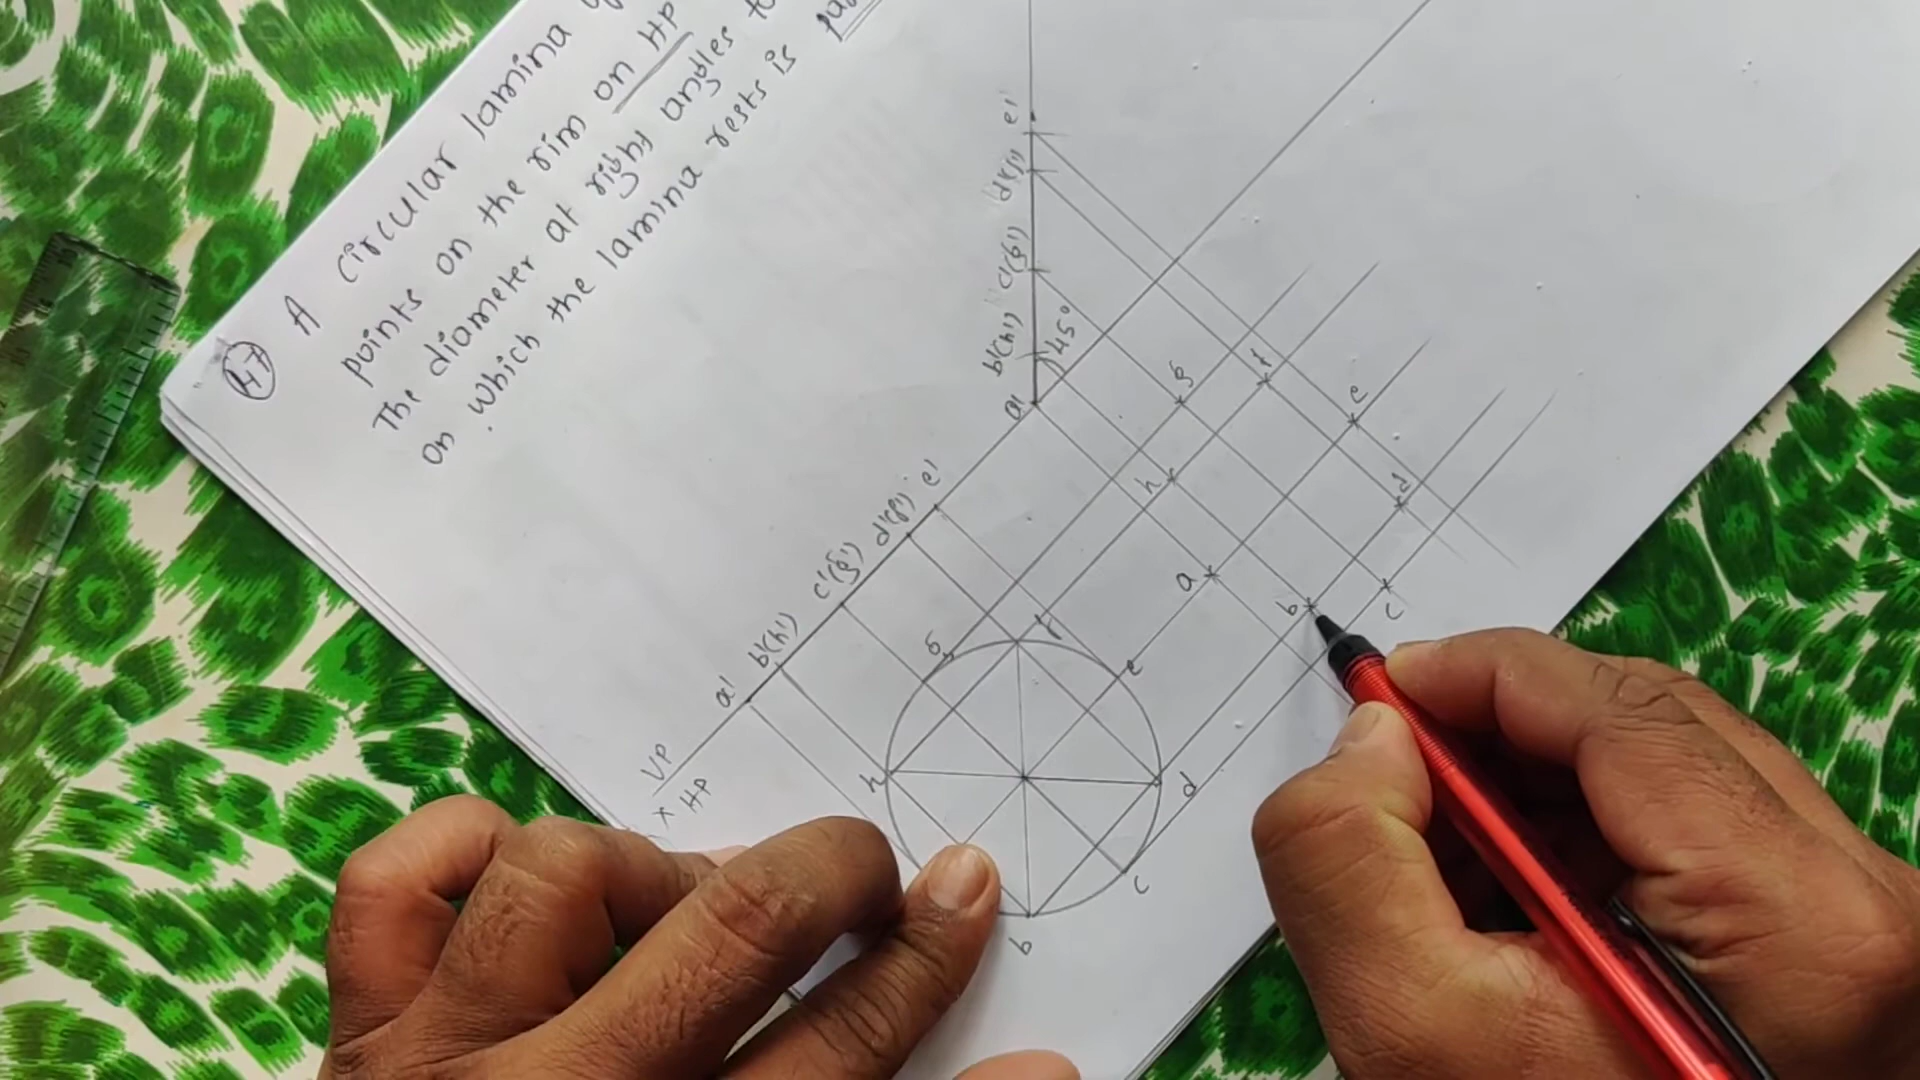 47 A circular lamina
points on the rim on HP
The diameter at right angles to
on which the lamina rests is
e'
d'(f')
c'(g')
b'(h')
45°
a'
e'
d'(f')
c'(g')
b'(h')
a'
VP
X
HP
g
f
e
h
d
a
b
c
g
f
e
h
d
c
b